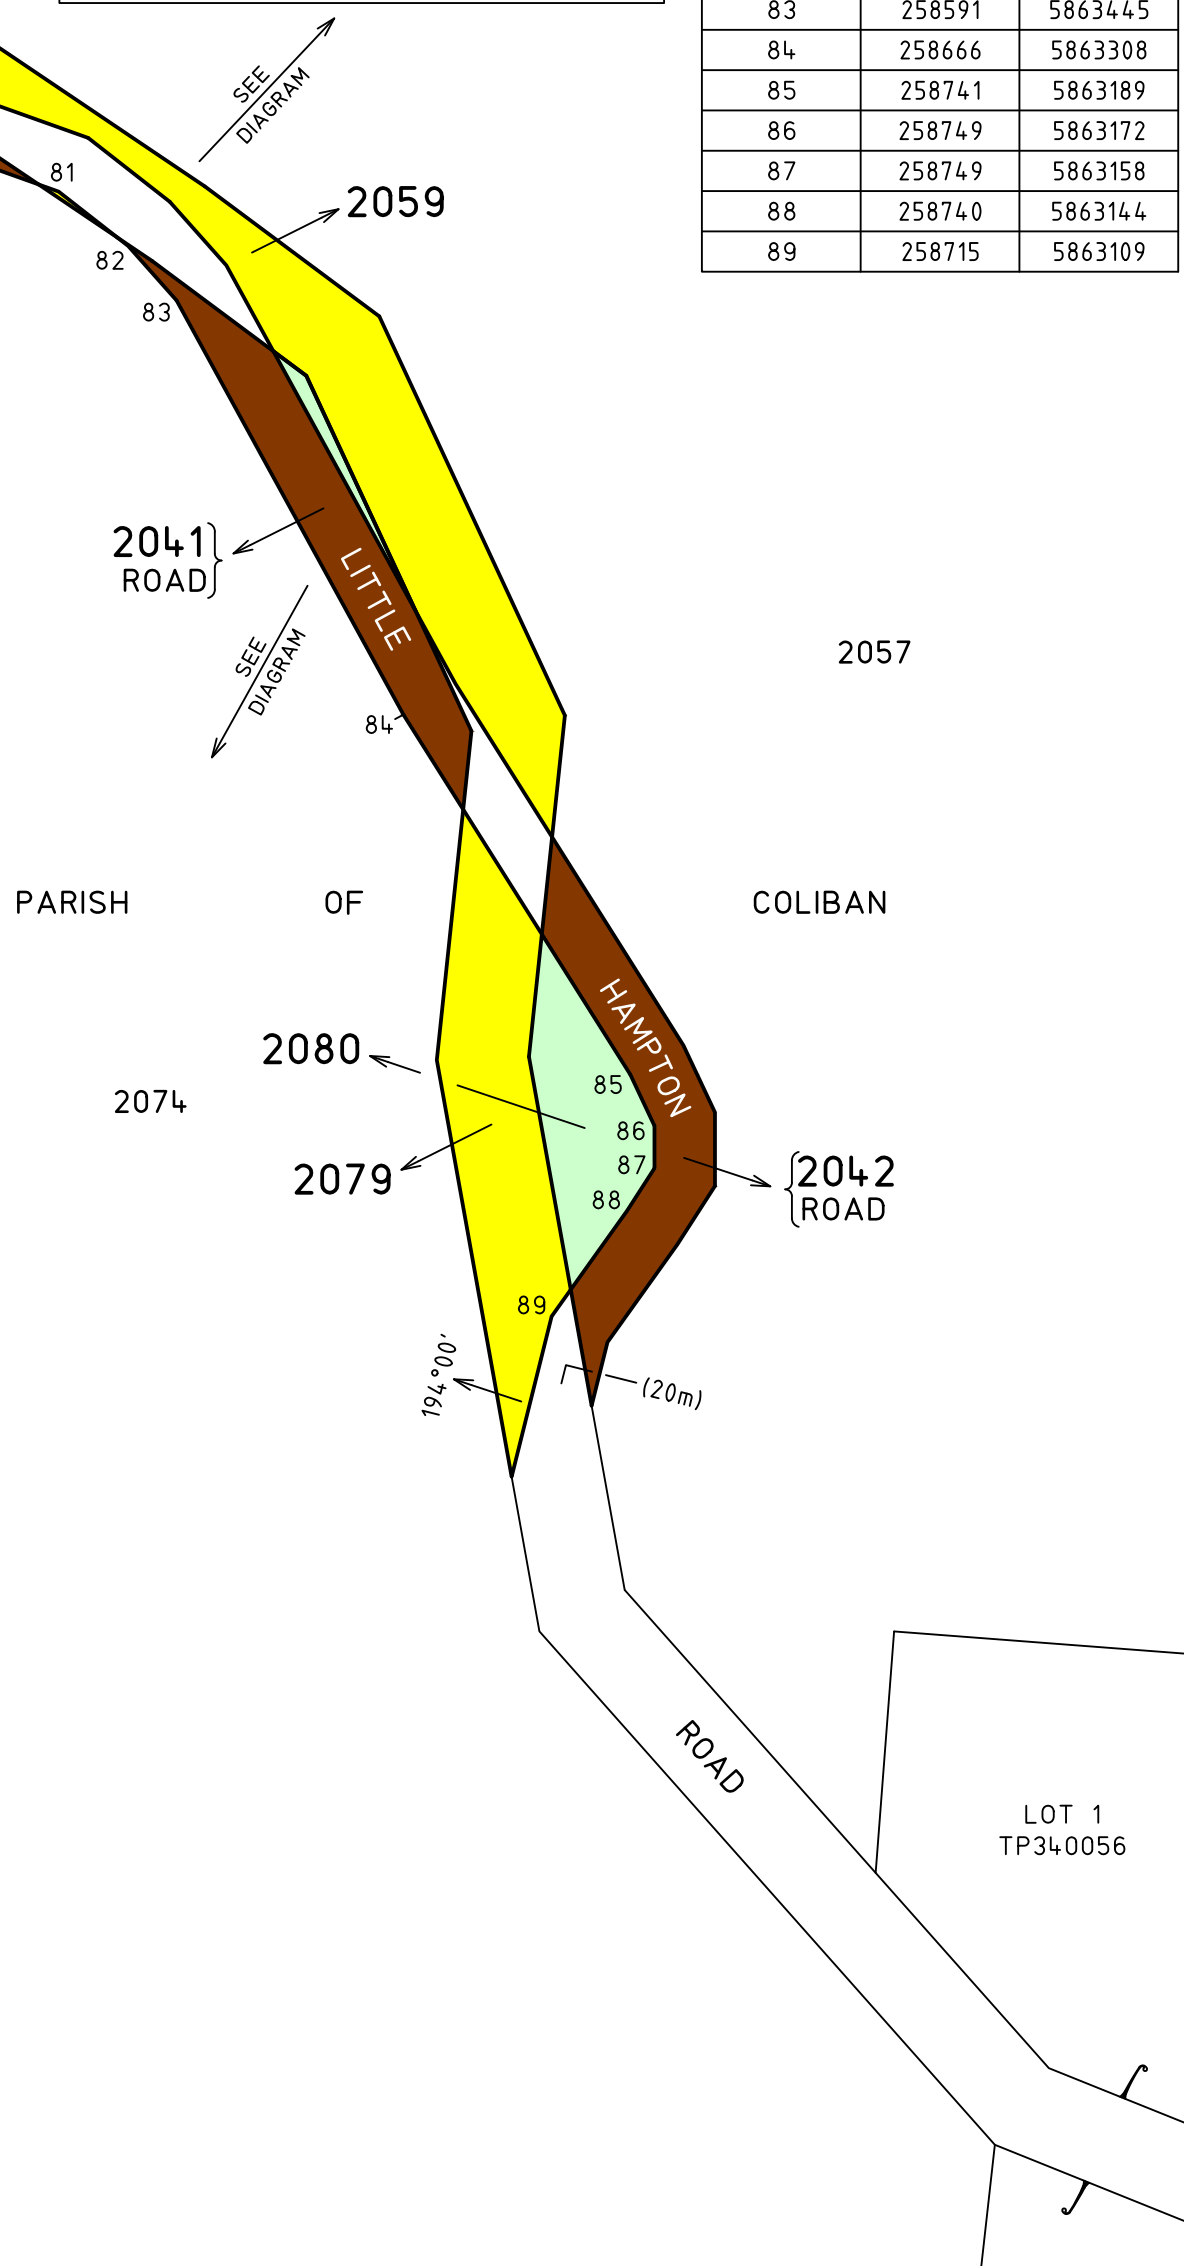 83 258591 5863445
84 258666 5863308
85 258741 5863189
86 258749 5863172
87 258749 5863158
88 258740 5863144
89 258715 5863109
SEE
DIAGRAM
81
2059
82
83
2041
ROAD
LITTLE
SEE
DIAGRAM
2057
84
PARISH OF COLIBAN
HAMPTON
2080
85
2074
86
87
2079
2042
ROAD
88
89
194°00'
(20m)
ROAD
LOT 1
TP340056